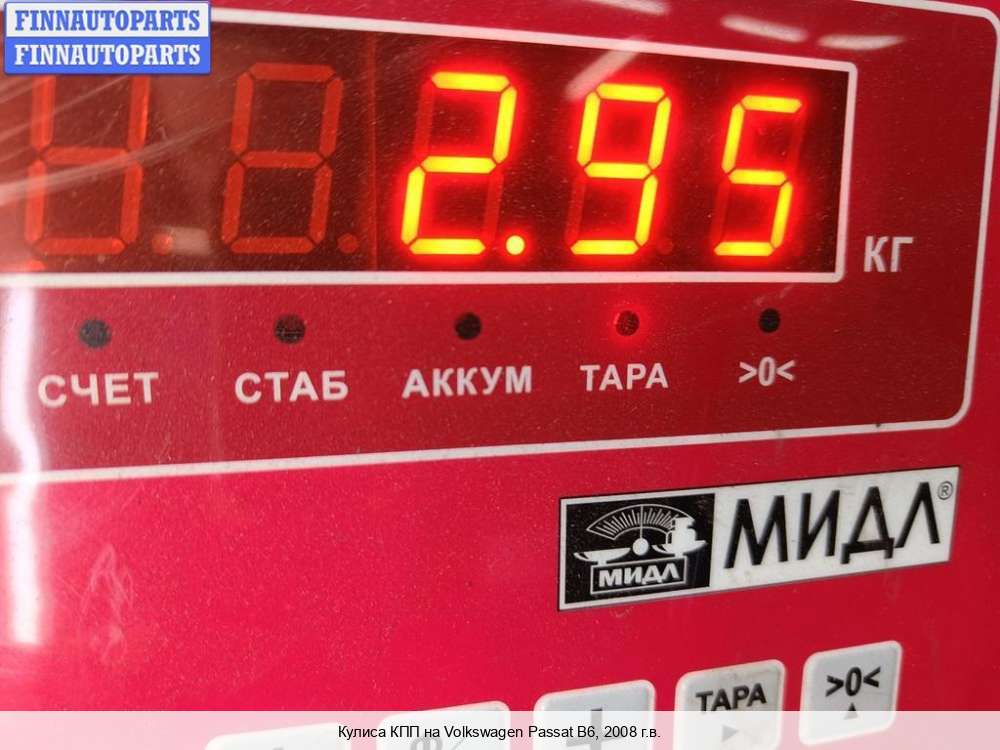 FINNAUTOPARTS
FINNAUTOPARTS
2.95
КГ
СЧЕТ СТАБ АККУМ ТАРА >0<
МИДЛ®
МИДЛ
ТАРА >0<
Кулиса КПП на Volkswagen Passat B6, 2008 г.в.